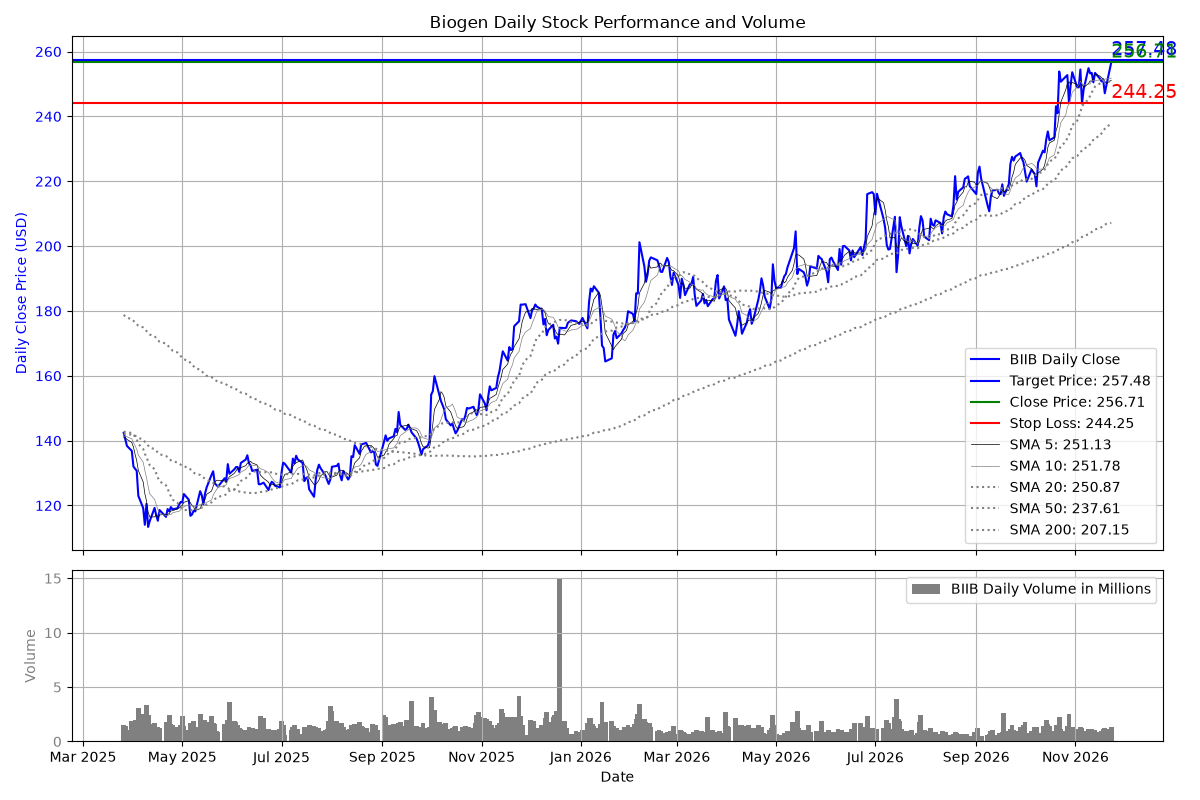 Biogen Daily Stock Performance and Volume
Daily Close Price (USD)
260
240
220
200
180
160
140
120
257.48
256.71
244.25
BIIB Daily Close
Target Price: 257.48
Close Price: 256.71
Stop Loss: 244.25
SMA 5: 251.13
SMA 10: 251.78
SMA 20: 250.87
SMA 50: 237.61
SMA 200: 207.15
Volume
15
10
5
0
BIIB Daily Volume in Millions
Mar 2025 May 2025 Jul 2025 Sep 2025 Nov 2025 Jan 2026 Mar 2026 May 2026 Jul 2026 Sep 2026 Nov 2026
Date